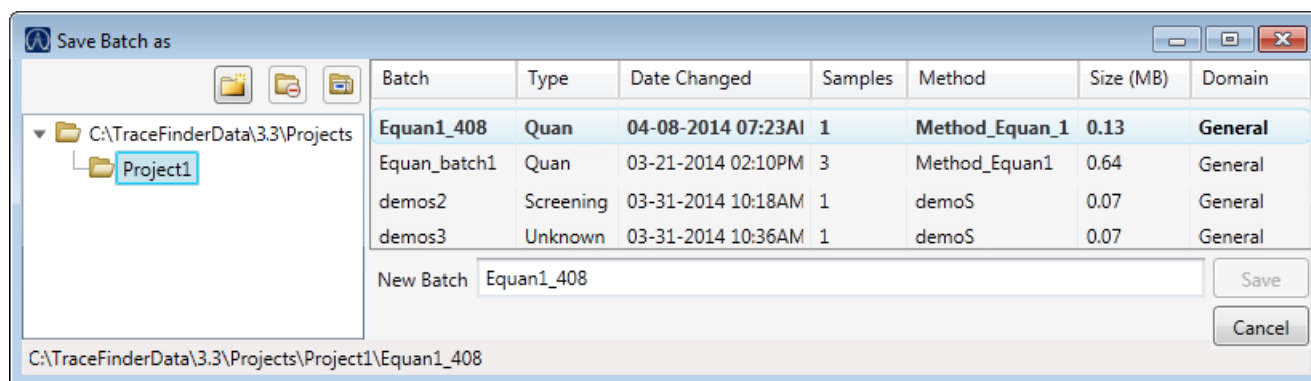 Save Batch as
Batch Type Date Changed Samples Method Size (MB) Domain
C:\TraceFinderData\3.3\Projects
Project1
Equan1_408 Quan 04-08-2014 07:23AI 1 Method_Equan_1 0.13 General
Equan_batch1 Quan 03-21-2014 02:10PM 3 Method_Equan1 0.64 General
demos2 Screening 03-31-2014 10:18AM 1 demoS 0.07 General
demos3 Unknown 03-31-2014 10:36AM 1 demoS 0.07 General
New Batch Equan1_408 Save
Cancel
C:\TraceFinderData\3.3\Projects\Project1\Equan1_408